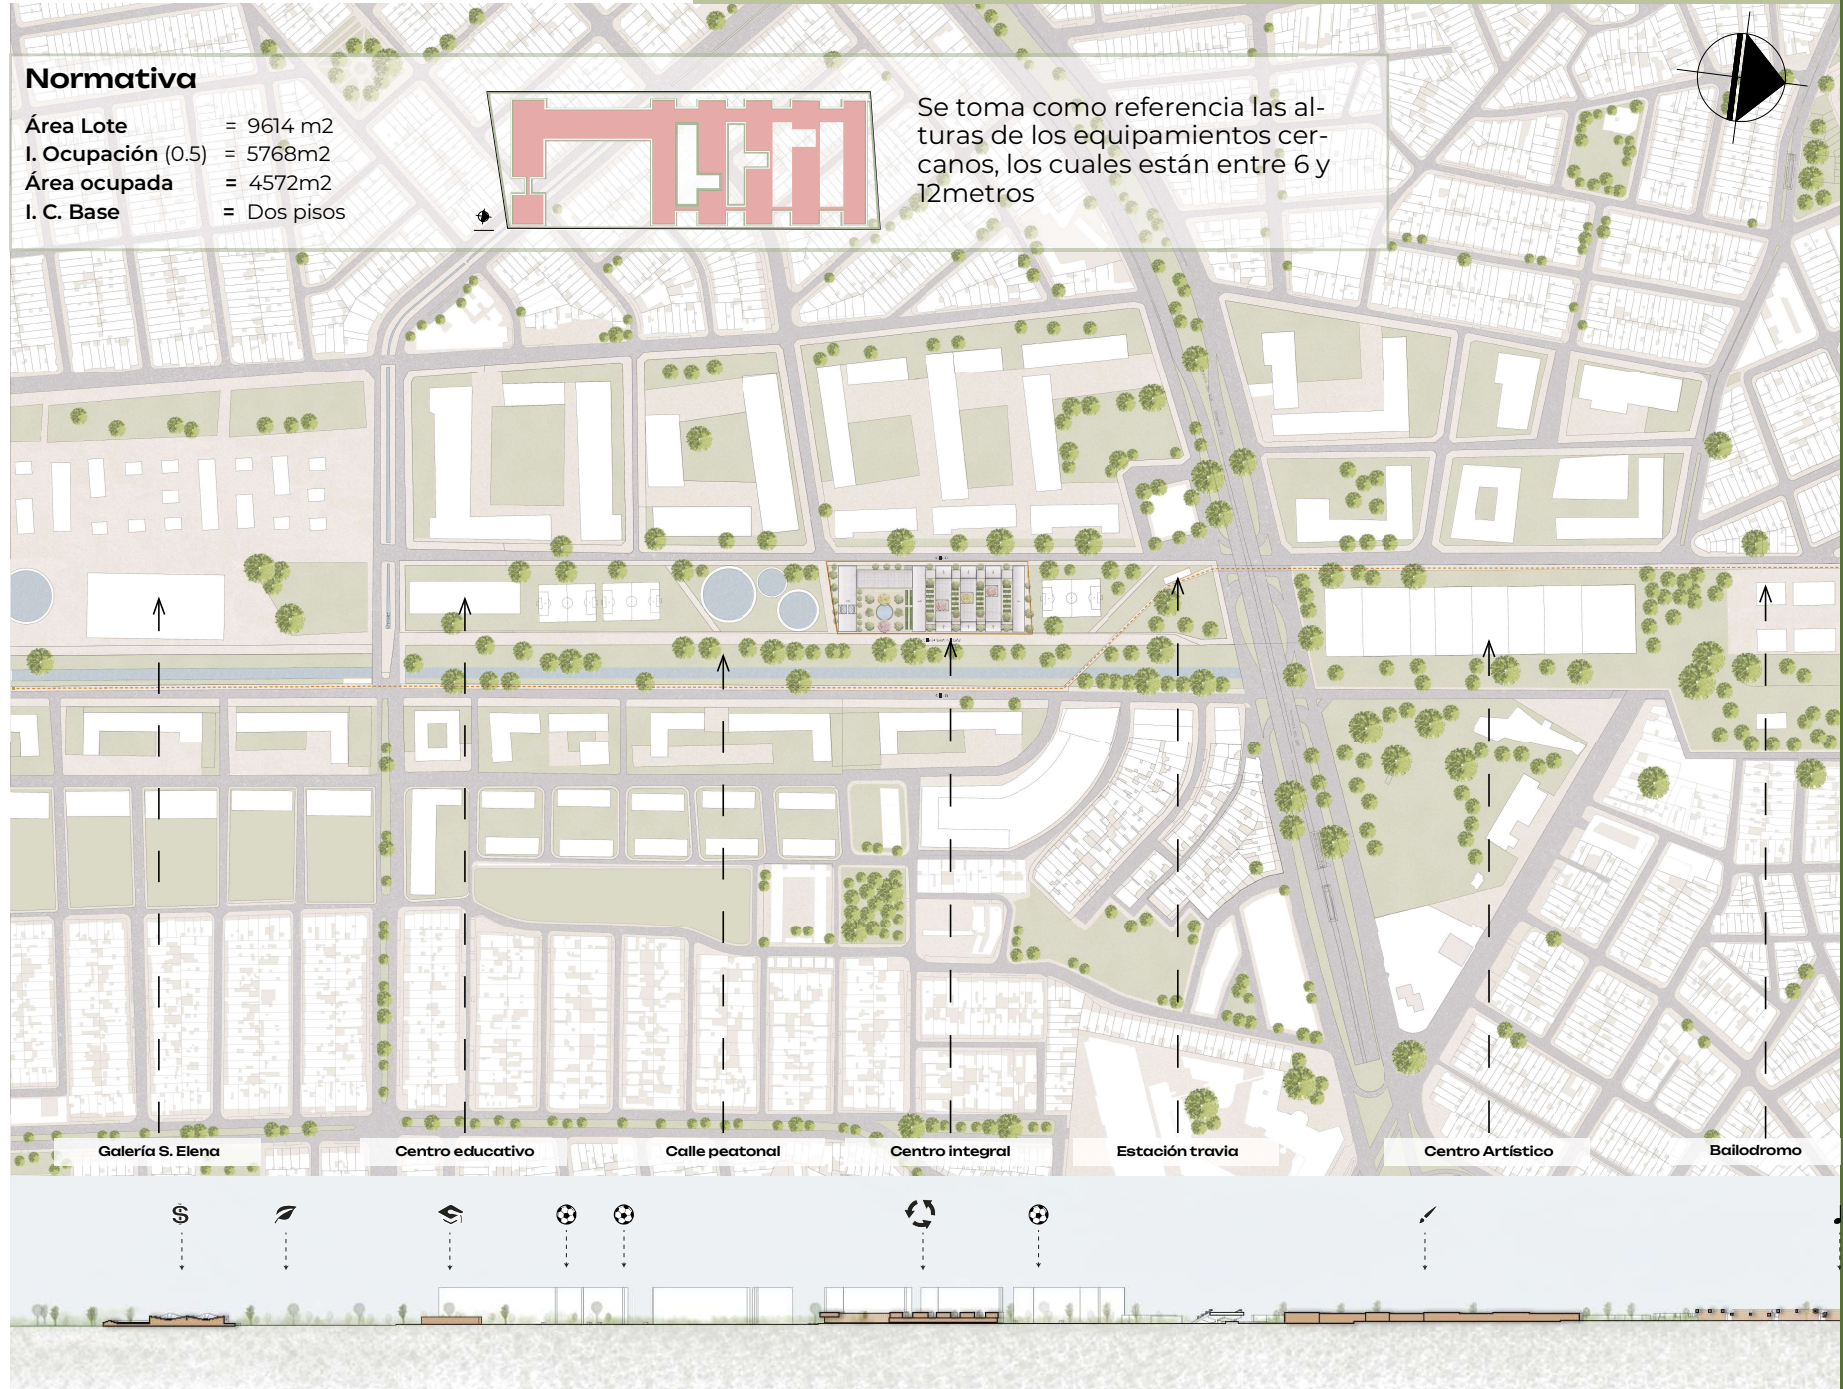 Normativa
Área Lote = 9614 m2
I. Ocupación (0.5) = 5768m2
Área ocupada = 4572m2
I. C. Base = Dos pisos
Se toma como referencia las al-
turas de los equipamientos cer-
canos, los cuales están entre 6 y
12metros
Galería S. Elena
Centro educativo
Calle peatonal
Centro integral
Estación travia
Centro Artístico
Bailodromo